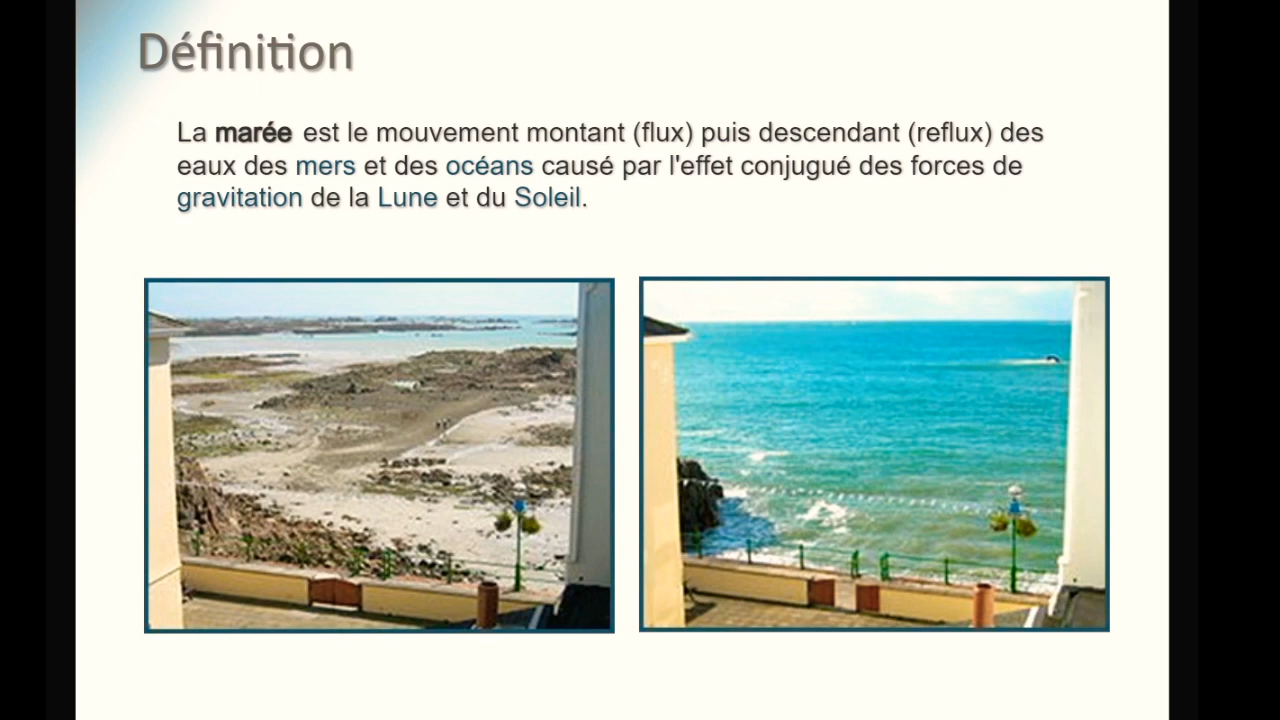 Définition
La marée est le mouvement montant (flux) puis descendant (reflux) des
eaux des mers et des océans causé par l'effet conjugué des forces de
gravitation de la Lune et du Soleil.